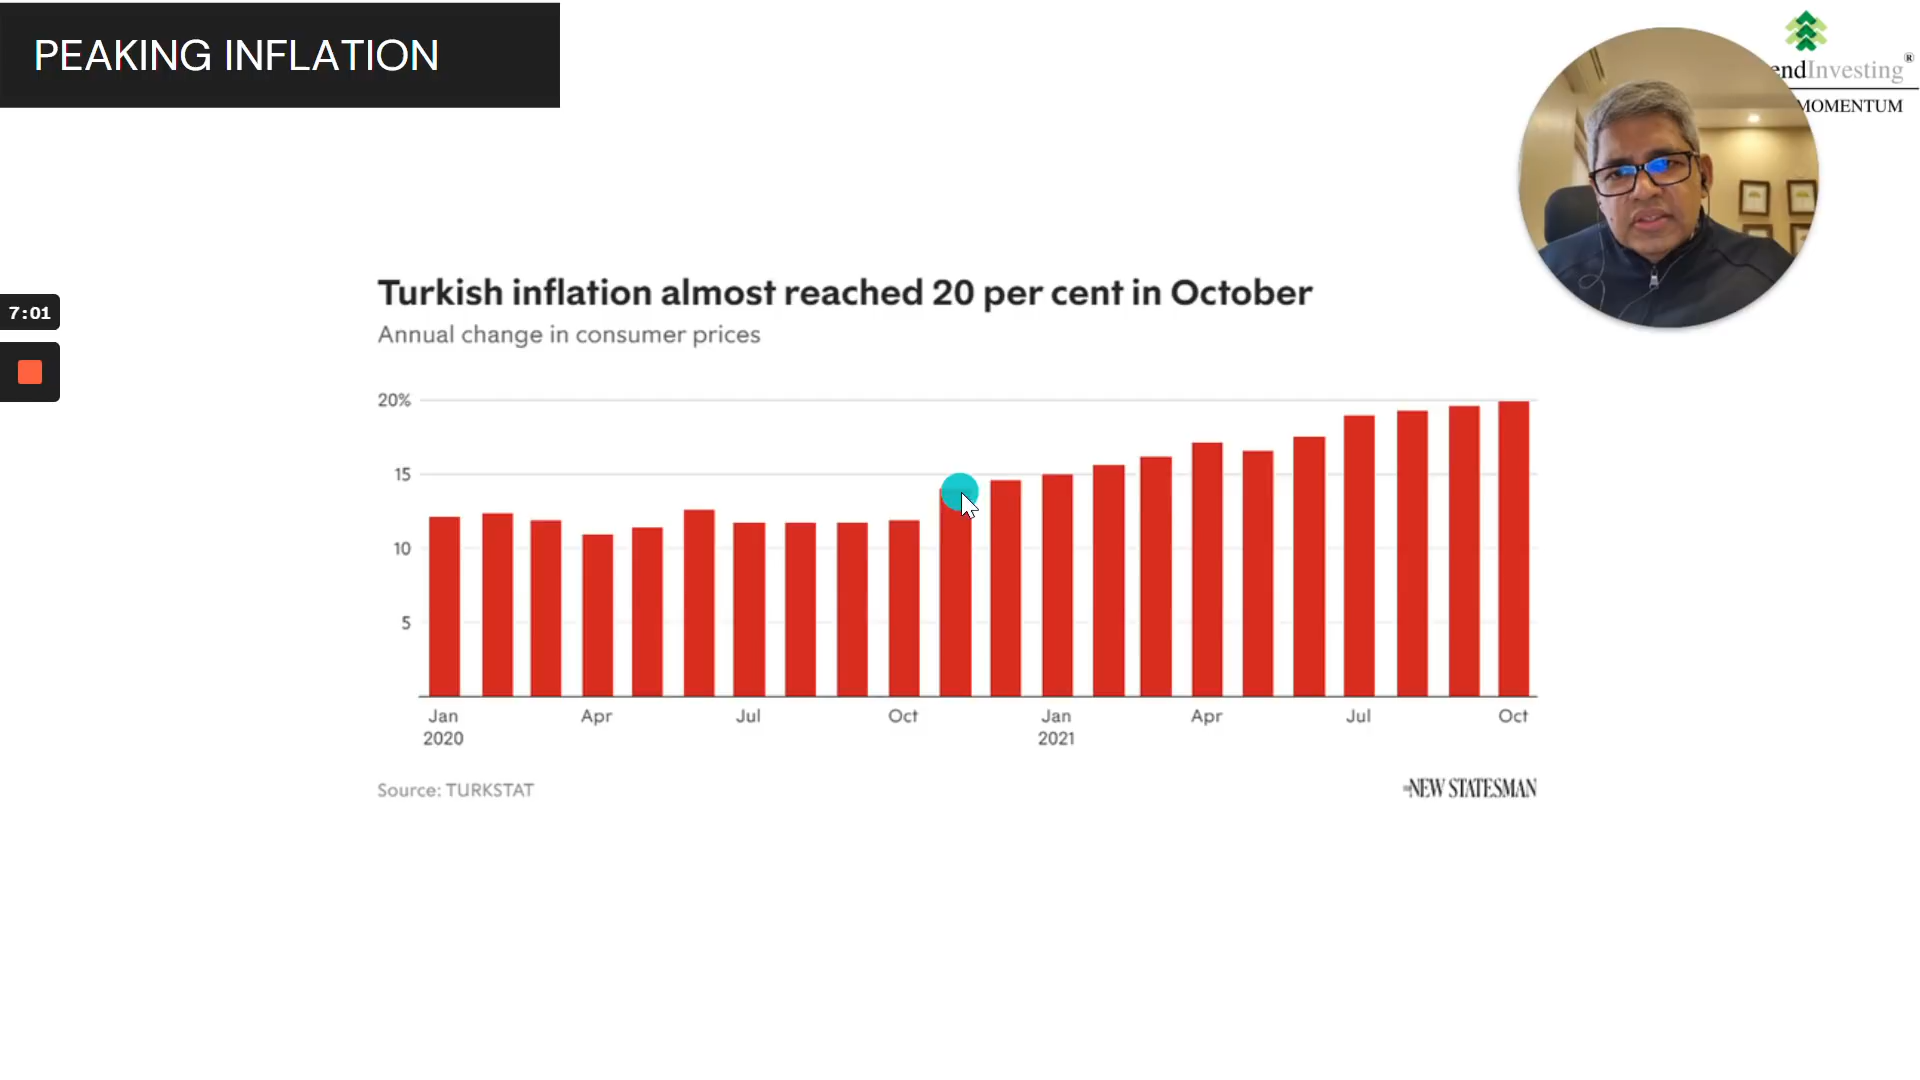 PEAKING INFLATION
endInvesting®
MOMENTUM
7:01
Turkish inflation almost reached 20 per cent in October
Annual change in consumer prices
20%
15
10
5
Jan Apr Jul Oct Jan Apr Jul Oct
2020 2021
Source: TURKSTAT
NEW STATESMAN